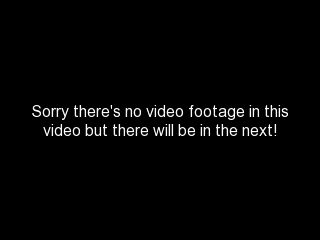 Sorry there's no video footage in this
video but there will be in the next!